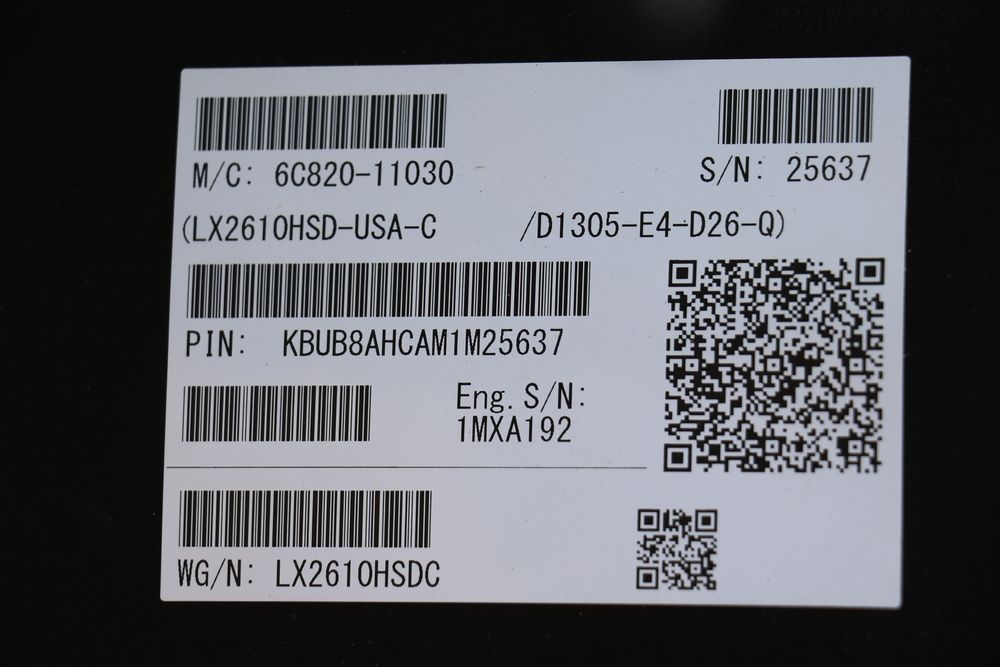 M/C: 6C820-11030 S/N: 25637
(LX2610HSD-USA-C /D1305-E4-D26-Q)
PIN: KBUB8AHCAM1M25637
Eng. S/N:
1MXA192
WG/N: LX2610HSDC